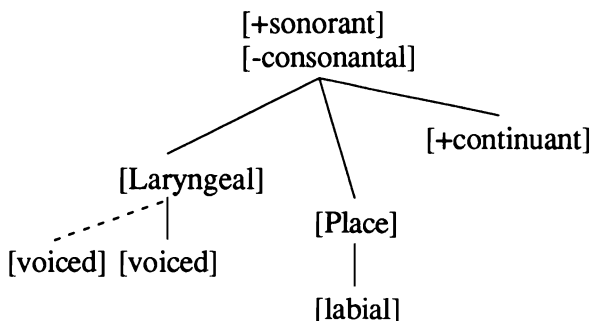 [+sonorant]
[-consonantal]
[+continuant]
[Laryngeal]
[Place]
[voiced] [voiced]
[labial]